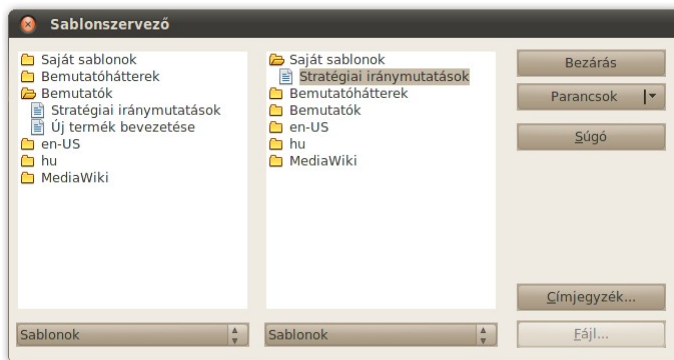 Sablonszervező
Saját sablonok
Bemutatóhátterek
Bemutatók
Stratégiai iránymutatások
Új termék bevezetése
en-US
hu
MediaWiki
Sablonok
Saját sablonok
Stratégiai iránymutatások
Bemutatóhátterek
Bemutatók
en-US
hu
MediaWiki
Sablonok
Bezárás
Parancsok
Súgó
Címjegyzék...
Fájl...